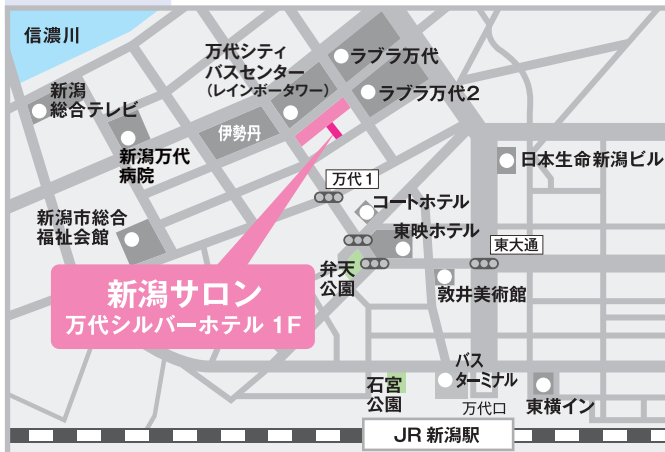 信濃川
万代シティ
バスセンター
(レインボータワー)
ラブラ万代
ラブラ万代2
新潟
総合テレビ
伊勢丹
新潟万代
病院
日本生命新潟ビル
万代1
コートホテル
新潟市総合
福祉会館
東映ホテル
東大通
弁天
公園
新潟サロン
万代シルバーホテル 1F
敦井美術館
バス
ターミナル
石宮
公園
万代口
東横イン
JR 新潟駅